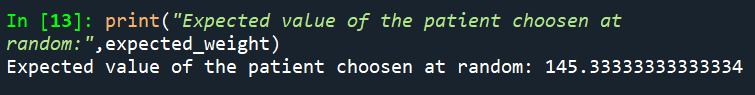 In [13]: print("Expected value of the patient choosen at
random:",expected_weight)
Expected value of the patient choosen at random: 145.33333333333334